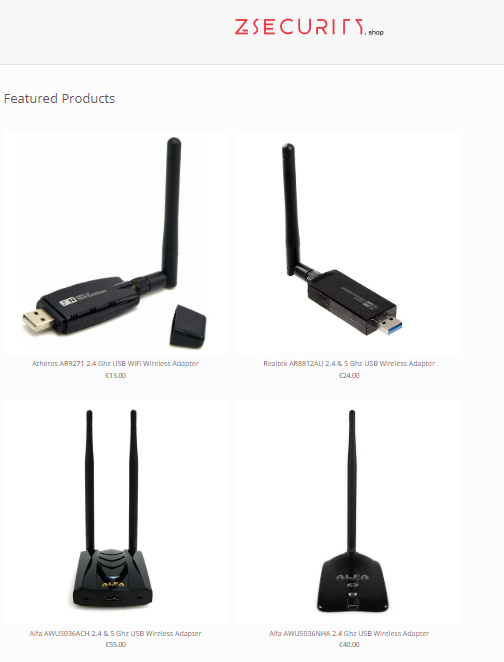 ZSECURITY.shop
Featured Products
Atheros AR9271 2.4 Ghz USB WiFi Wireless Adapter
€13.00
Realtek AR8812AU 2.4 & 5 Ghz USB Wireless Adapter
€24.00
ALFA
ALFA
Alfa AWUS036ACH 2.4 & 5 Ghz USB Wireless Adapter
€55.00
Alfa AWUS036NHA 2.4 Ghz USB Wireless Adapter
€40.00